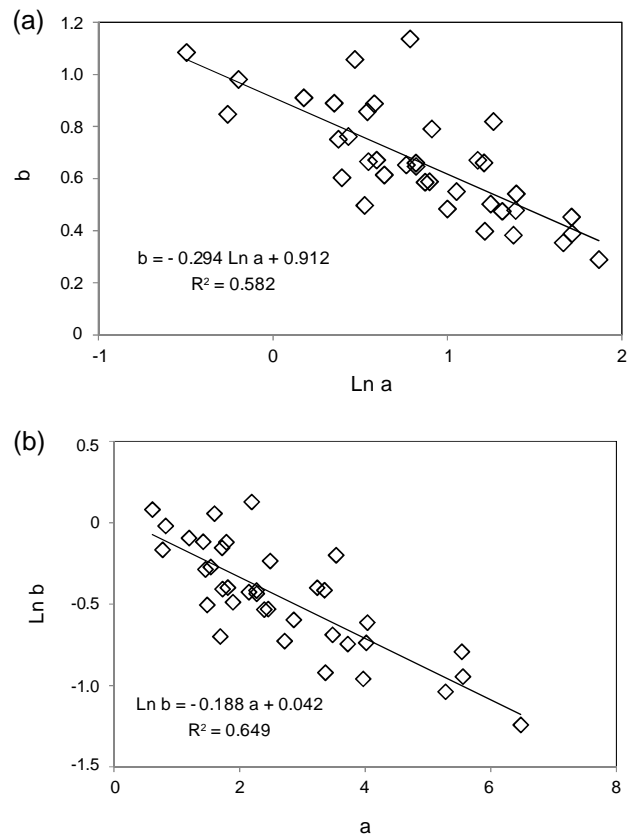 (a)
1.2
1.0
0.8
0.6
0.4
0.2
0
b
b = - 0.294 Ln a + 0.912
R² = 0.582
-1 0 1 2
Ln a
(b)
0.5
0
-0.5
-1.0
-1.5
Ln b
Ln b = -0.188 a + 0.042
R² = 0.649
0 2 4 6 8
a